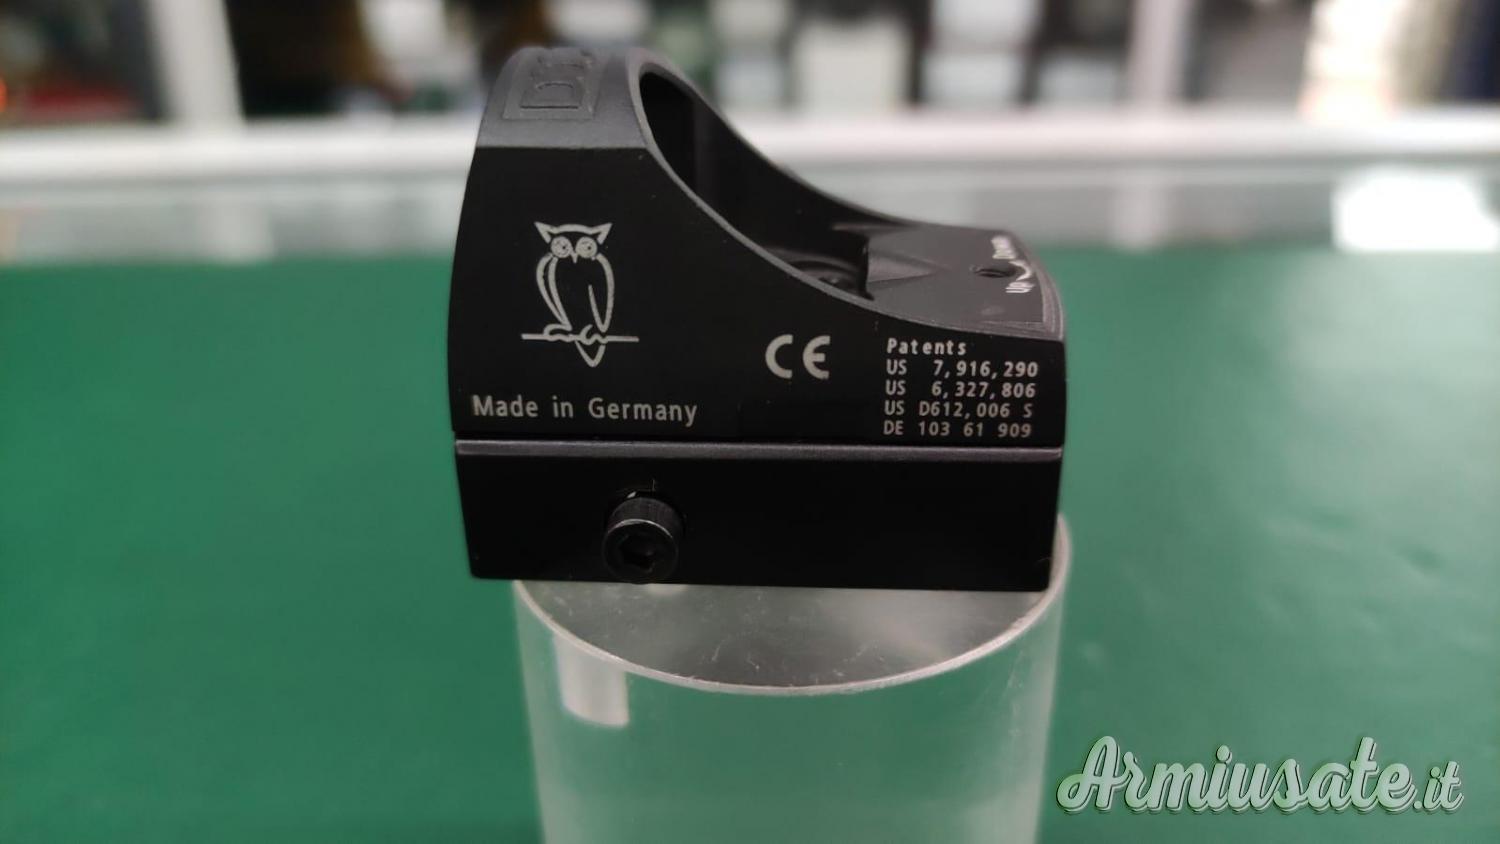 Up
Made in Germany
CE
Patents
US 7,916,290
US 6,327,806
US D612,006 S
DE 103 61 909
Armiusate.it